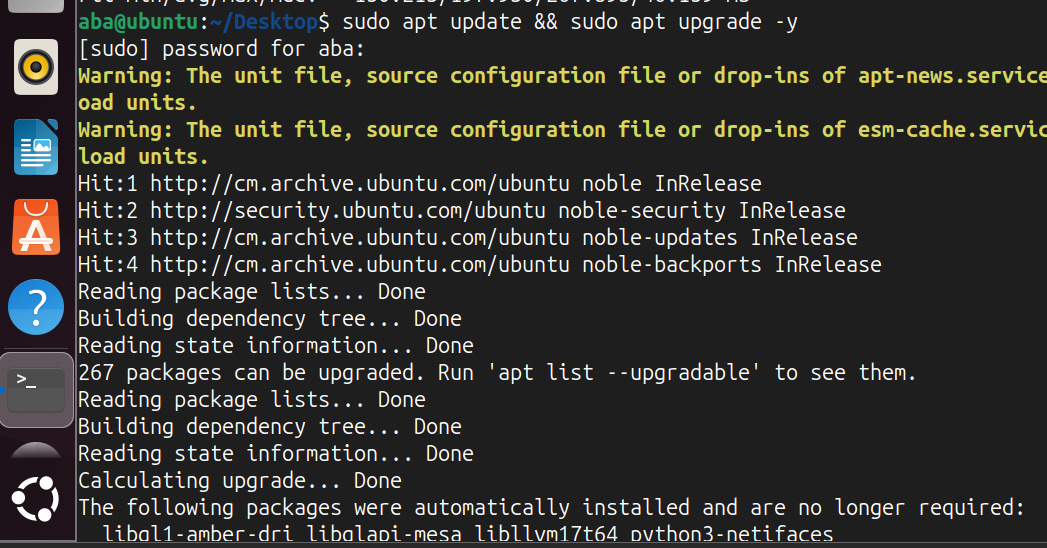 aba@ubuntu:~/Desktop$ sudo apt update && sudo apt upgrade -y
[sudo] password for aba:
Warning: The unit file, source configuration file or drop-ins of apt-news.service
oad units.
Warning: The unit file, source configuration file or drop-ins of esm-cache.servic
load units.
Hit:1 http://cm.archive.ubuntu.com/ubuntu noble InRelease
Hit:2 http://security.ubuntu.com/ubuntu noble-security InRelease
Hit:3 http://cm.archive.ubuntu.com/ubuntu noble-updates InRelease
Hit:4 http://cm.archive.ubuntu.com/ubuntu noble-backports InRelease
Reading package lists... Done
Building dependency tree... Done
Reading state information... Done
267 packages can be upgraded. Run 'apt list --upgradable' to see them.
Reading package lists... Done
Building dependency tree... Done
Reading state information... Done
Calculating upgrade... Done
The following packages were automatically installed and are no longer required:
libgl1-amber-dri libglapi-mesa libllvm17t64 python3-netifaces